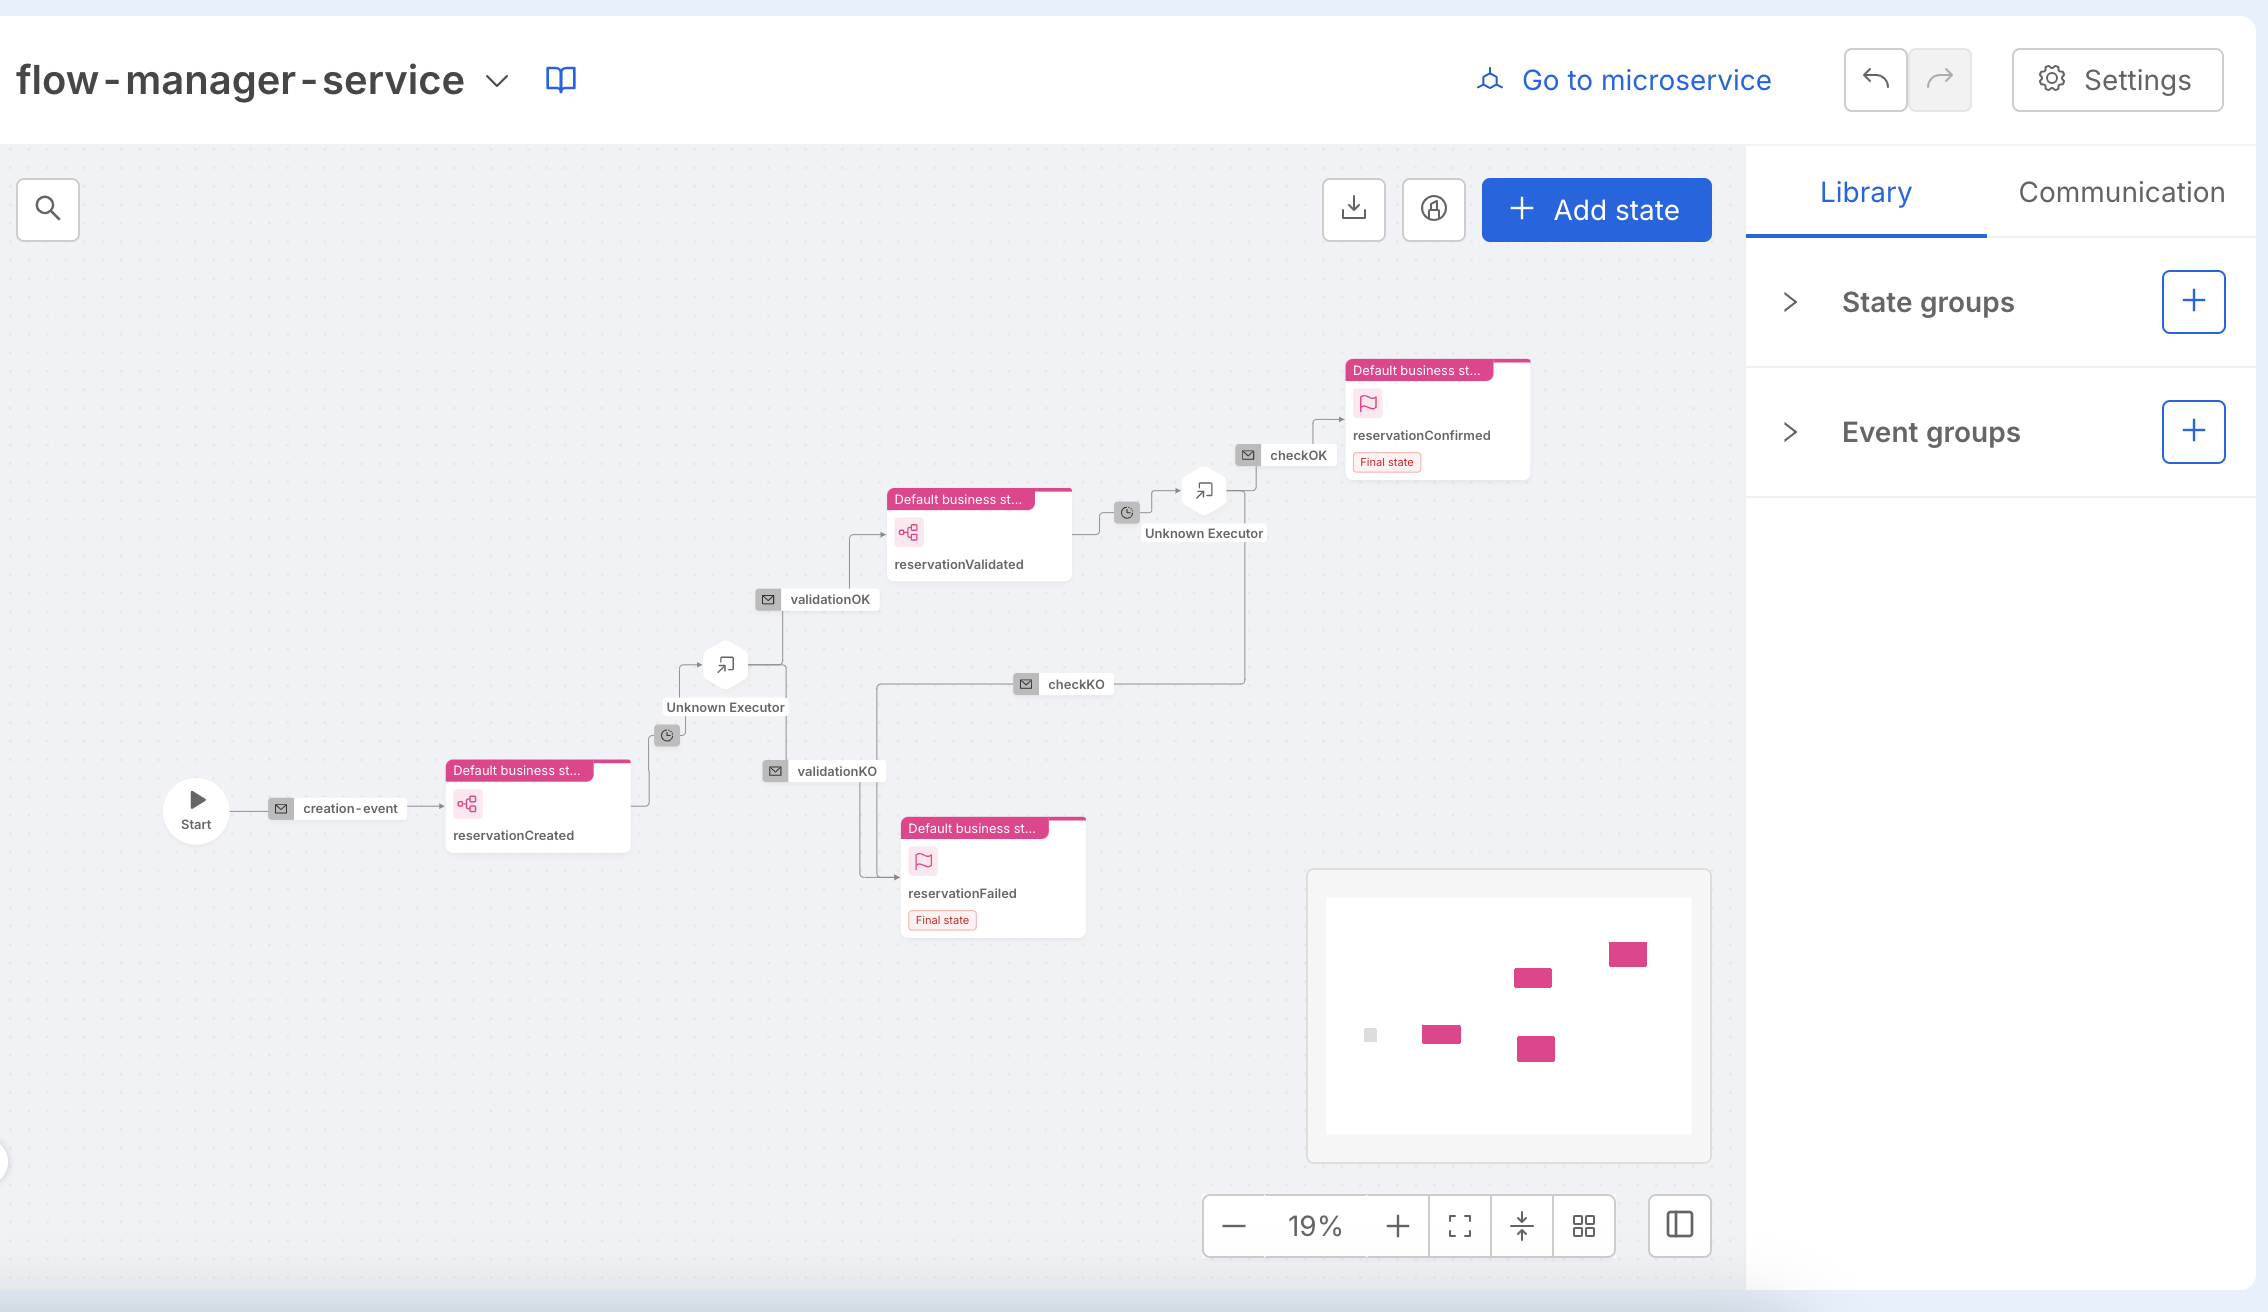 flow-manager-service
Go to microservice
Settings
Add state
Library
Communication
State groups
Event groups
Default business st...
reservationConfirmed
Final state
checkOK
Default business st...
reservationValidated
Unknown Executor
validationOK
checkKO
Unknown Executor
validationKO
Start
creation-event
Default business st...
reservationCreated
Default business st...
reservationFailed
Final state
19%